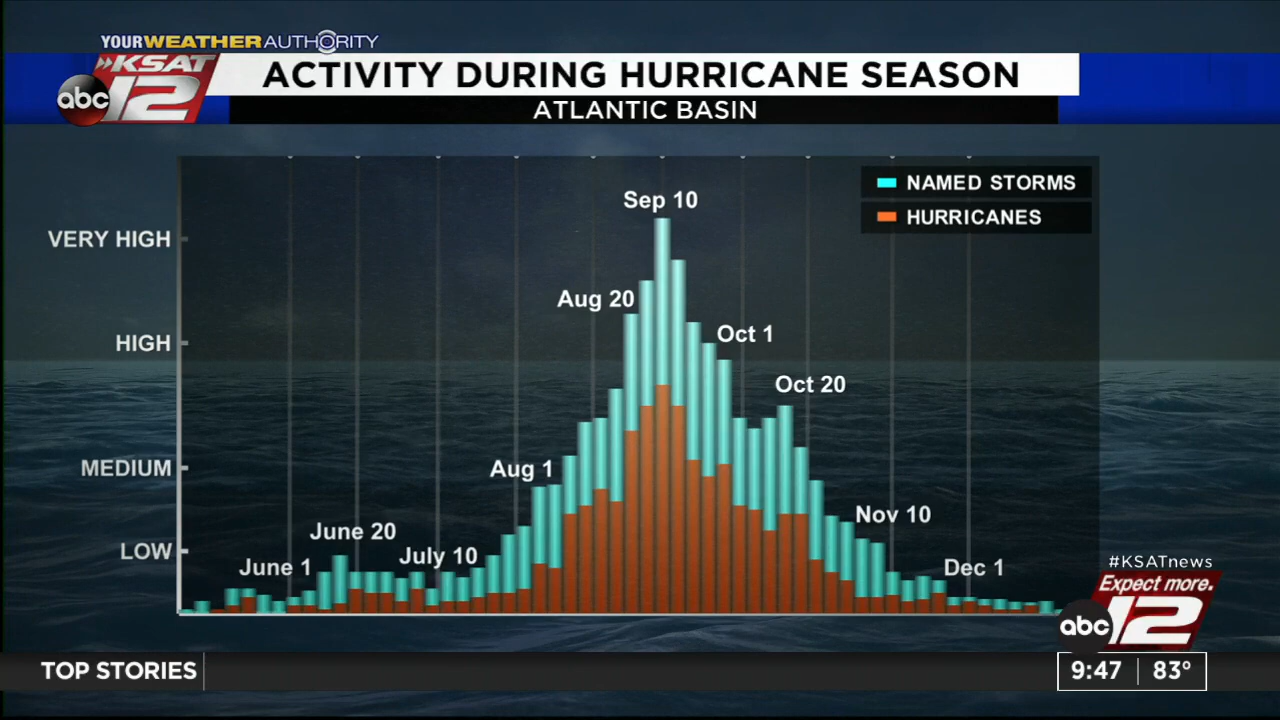 YOURWEATHERAUTHORITY
KSAT
abc 12
ACTIVITY DURING HURRICANE SEASON
ATLANTIC BASIN
NAMED STORMS
HURRICANES
VERY HIGH
HIGH
MEDIUM
LOW
Sep 10
Aug 20
Oct 1
Oct 20
Aug 1
Nov 10
June 20
July 10
June 1
Dec 1
#KSATnews
Expect more.
abc 12
TOP STORIES
9:47 83°